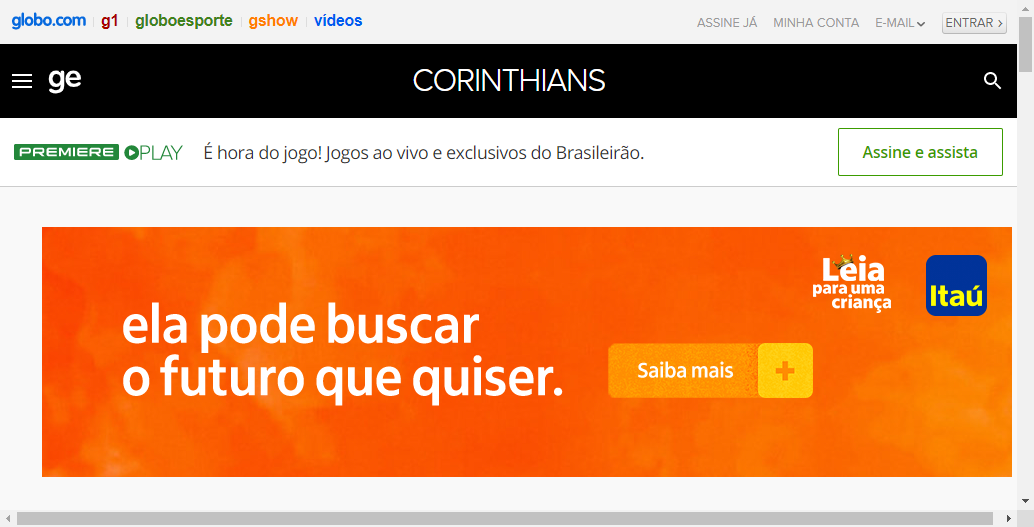 globo.com g1 globoesporte gshow vídeos ASSINE JÁ MINHA CONTA E-MAIL ENTRAR
ge CORINTHIANS
PREMIERE PLAY É hora do jogo! Jogos ao vivo e exclusivos do Brasileirão. Assine e assista
Leia
para uma
criança
Itaú
ela pode buscar
o futuro que quiser.
Saiba mais +